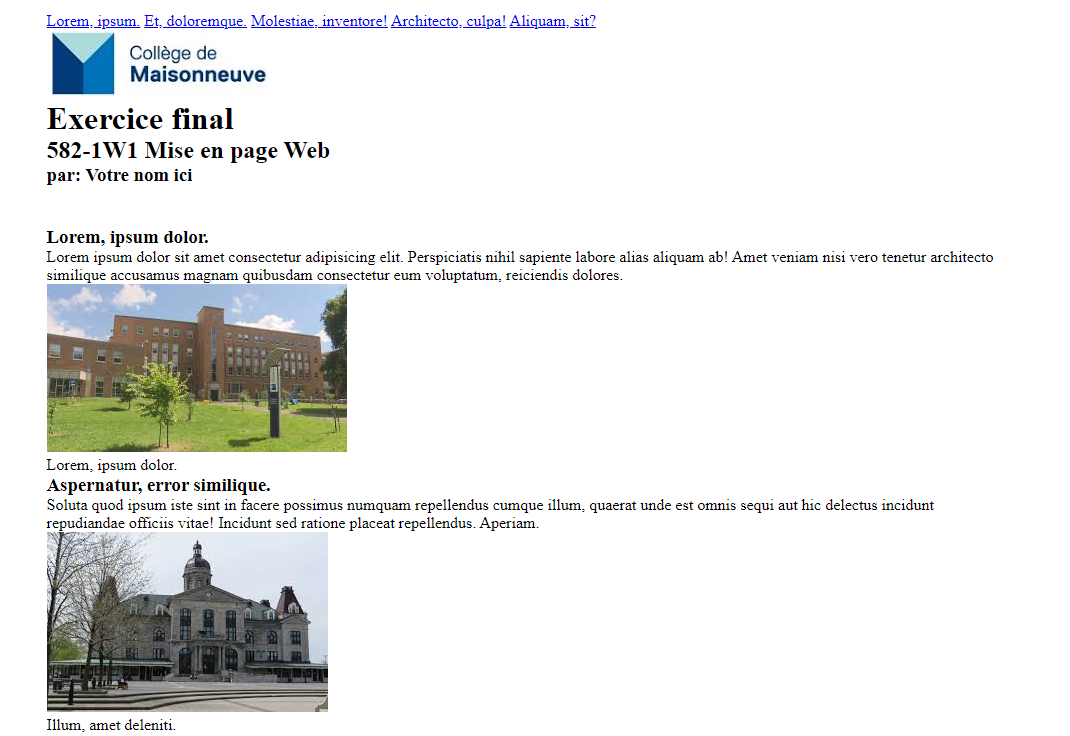 Lorem, ipsum. Et, doloremque. Molestiae, inventore! Architecto, culpa! Aliquam, sit?
Collège de
Maisonneuve
Exercice final
582-1W1 Mise en page Web
par: Votre nom ici
Lorem, ipsum dolor.
Lorem ipsum dolor sit amet consectetur adipisicing elit. Perspiciatis nihil sapiente labore alias aliquam ab! Amet veniam nisi vero tenetur architecto
similique accusamus magnam quibusdam consectetur eum voluptatum, reiciendis dolores.
Lorem, ipsum dolor.
Aspernatur, error similique.
Soluta quod ipsum iste sint in facere possimus numquam repellendus cumque illum, quaerat unde est omnis sequi aut hic delectus incidunt
repudiandae officiis vitae! Incidunt sed ratione placeat repellendus. Aperiam.
Illum, amet deleniti.